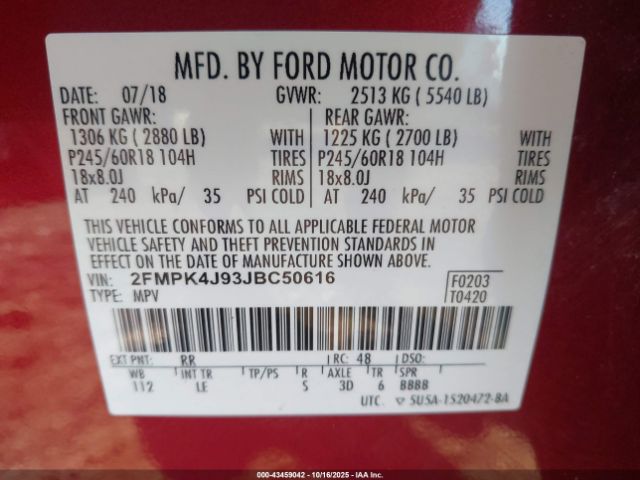 MFD. BY FORD MOTOR CO.
DATE: 07/18 GVWR: 2513 KG ( 5540 LB)
FRONT GAWR: REAR GAWR:
1306 KG ( 2880 LB) WITH 1225 KG ( 2700 LB) WITH
P245/60R18 104H TIRES P245/60R18 104H TIRES
18x8.0J RIMS 18x8.0J RIMS
AT 240 kPa/ 35 PSI COLD AT 240 kPa/ 35 PSI COLD
THIS VEHICLE CONFORMS TO ALL APPLICABLE FEDERAL MOTOR
VEHICLE SAFETY AND THEFT PREVENTION STANDARDS IN
EFFECT ON THE DATE OF MANUFACTURE SHOWN ABOVE.
VIN: 2FMPK4J93JBC50616 F0203
TYPE: MPV T0420
EXT PNT: RR RC: 48 DSO:
WB INT TR TP/PS R AXLE TR SPR
112 LE S 3D 6 8888
UTC ▽ 5USA-1520472-BA
000-43459042 - 10/16/2025 - IAA Inc.